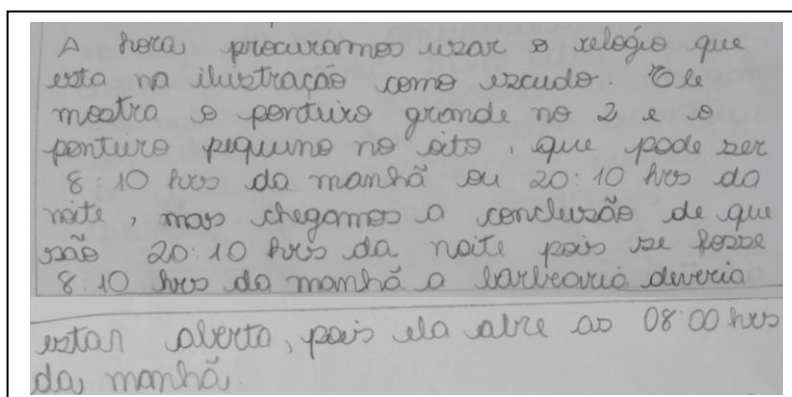 A hora, procuramos usar o relogio que
esta na ilustração como escudo. Ele
mostra o ponteiro grande no 2 e o
ponteiro pequeno no oito, que pode ser
8:10 hrs da manhã ou 20:10 hrs da
noite, mas chegamos a conclusão de que
são 20:10 hrs da noite pois se fosse
8:10 hrs da manhã a barbearia deveria
estar aberta, pois ela abre as 08:00 hrs
da manhã.